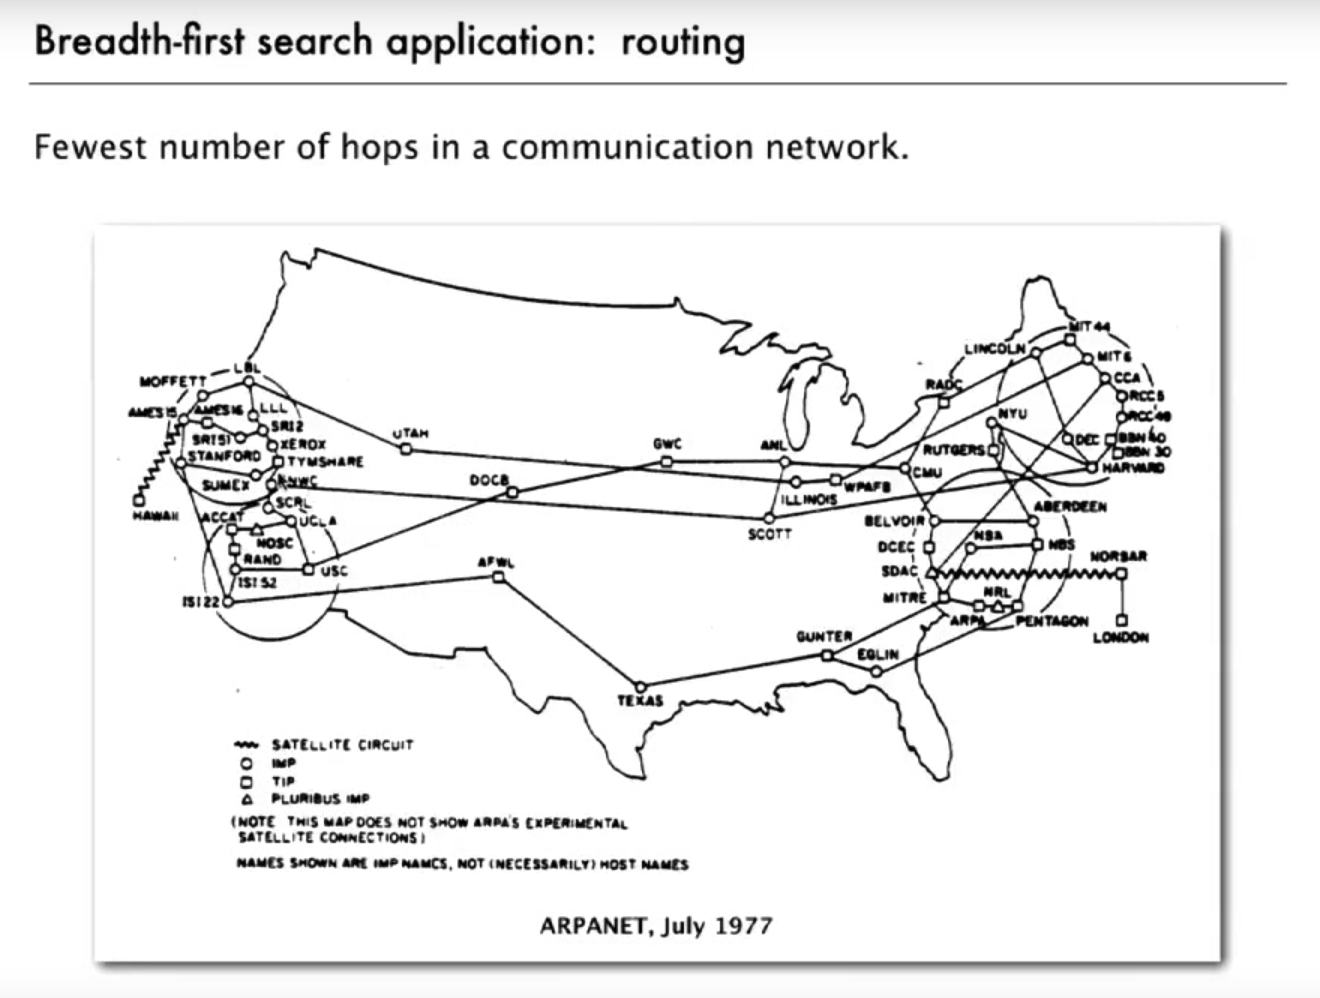 Breadth-first search application: routing
Fewest number of hops in a communication network.
MIT 44
LINCOLN
MIT 6
LBL
MOFFETT
CCA
RADC
RCC 5
AMES 15
AMES 16
LLL
NYU
RCC 49
SRI2
UTAH
DEC
SRI 51
XEROX
GWC
ANL
BBN 40
RUTGERS
BBN 30
STANFORD
TYMSHARE
HARVARD
CMU
SUMEX
NWC
DOCB
WPAFB
ILLINOIS
SCRL
ABERDEEN
HAWAII
ACCAT
UCLA
BELVOIR
SCOTT
NOSC
NSA
DCEC
NBS
RAND
AFWL
NORSAR
USC
SDAC
ISI 52
NRL
MITRE
ISI 22
ARPA
PENTAGON
GUNTER
LONDON
EGLIN
TEXAS
SATELLITE CIRCUIT
IMP
TIP
PLURIBUS IMP
(NOTE THIS MAP DOES NOT SHOW ARPA'S EXPERIMENTAL
SATELLITE CONNECTIONS)
NAMES SHOWN ARE IMP NAMES, NOT (NECESSARILY) HOST NAMES
ARPANET, July 1977